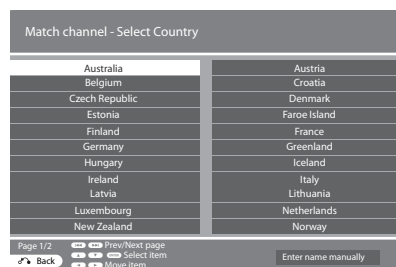 Match channel - Select Country
Australia Austria
Belgium Croatia
Czech Republic Denmark
Estonia Faroe Island
Finland France
Germany Greenland
Hungary Iceland
Ireland Italy
Latvia Lithuania
Luxembourg Netherlands
New Zealand Norway
Page 1/2 Prev/Next page
Select item
Back Move item
Enter name manually